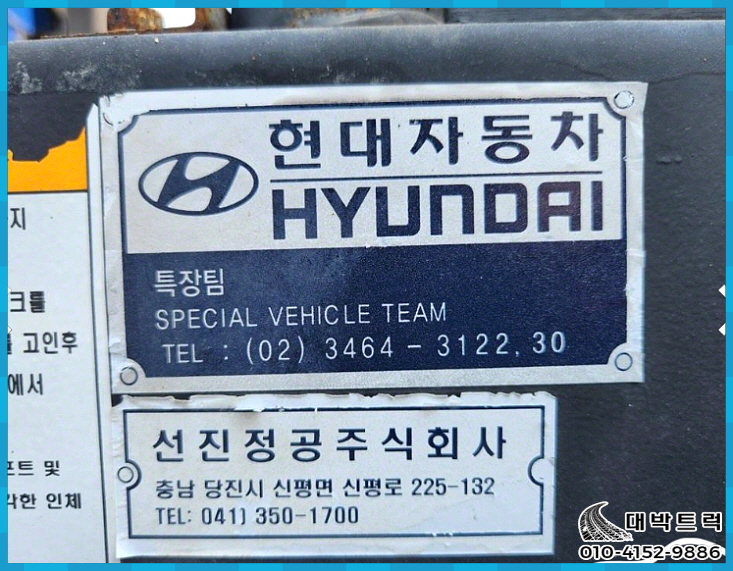 현대자동차
HYUNDAI
특장팀
SPECIAL VEHICLE TEAM
TEL : (02) 3464 - 3122, 30
선진정공주식회사
충남 당진시 신평면 신평로 225-132
TEL: 041) 350-1700
지
크를
고인후
에서
프트 및
각한 인체
대박트럭
010-4152-9886